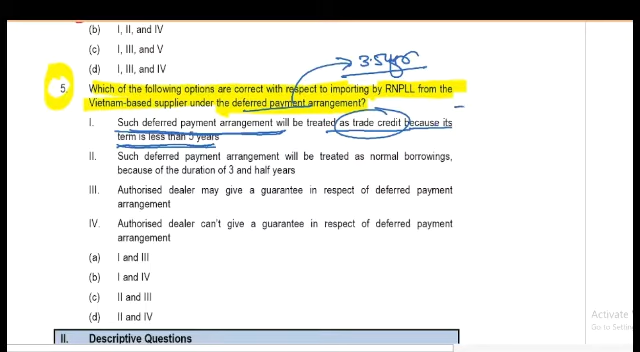 (b) I, II, and IV
(c) I, III, and V
(d) I, III, and IV
3.5yrs
5. Which of the following options are correct with respect to importing by RNPLL from the
Vietnam-based supplier under the deferred payment arrangement?
I. Such deferred payment arrangement will be treated as trade credit because its
term is less than 5 years
II. Such deferred payment arrangement will be treated as normal borrowings,
because of the duration of 3 and half years
III. Authorised dealer may give a guarantee in respect of deferred payment
arrangement
IV. Authorised dealer can't give a guarantee in respect of deferred payment
arrangement
(a) I and III
(b) I and IV
(c) II and III
(d) II and IV
II. Descriptive Questions
Activate
Go to Settin